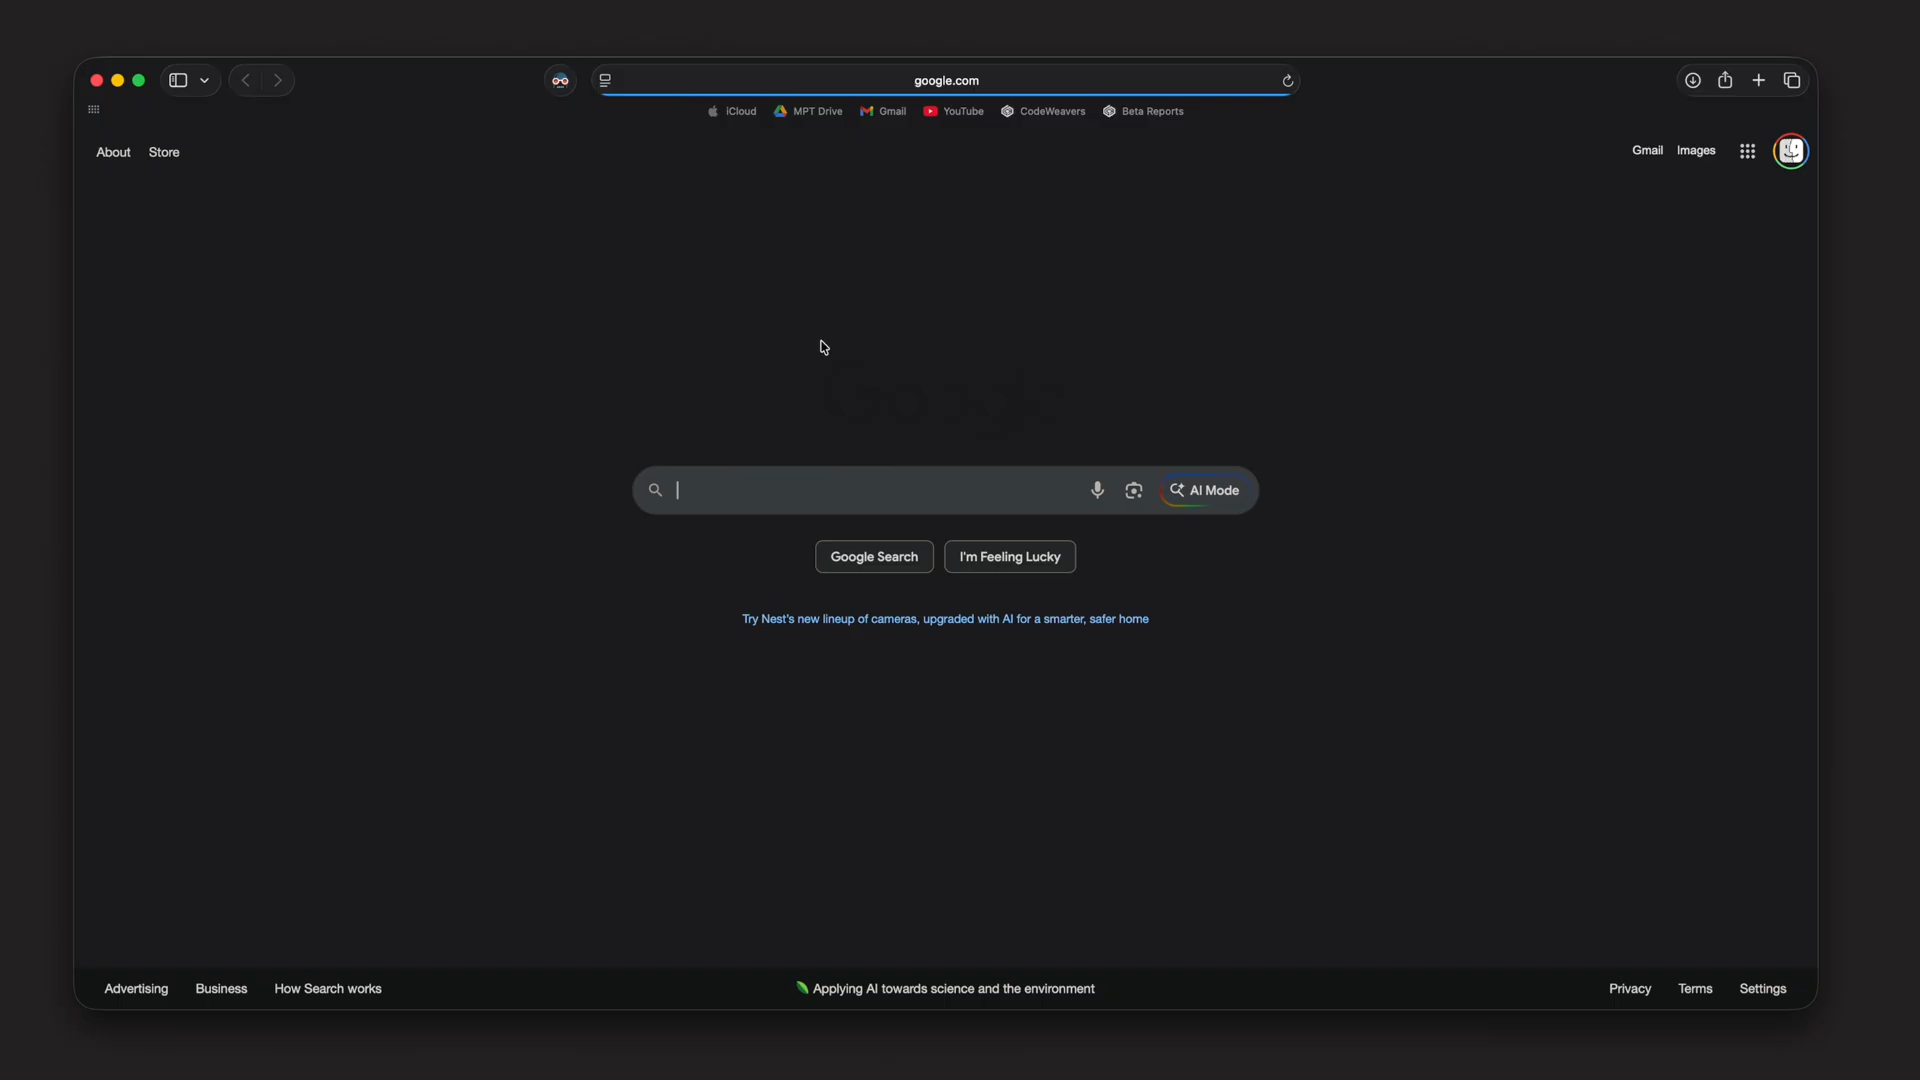 google.com
iCloud MPT Drive Gmail YouTube CodeWeavers Beta Reports
About Store Gmail Images
Google
AI Mode
Google Search I'm Feeling Lucky
Try Nest's new lineup of cameras, upgraded with AI for a smarter, safer home
Advertising Business How Search works Applying AI towards science and the environment Privacy Terms Settings